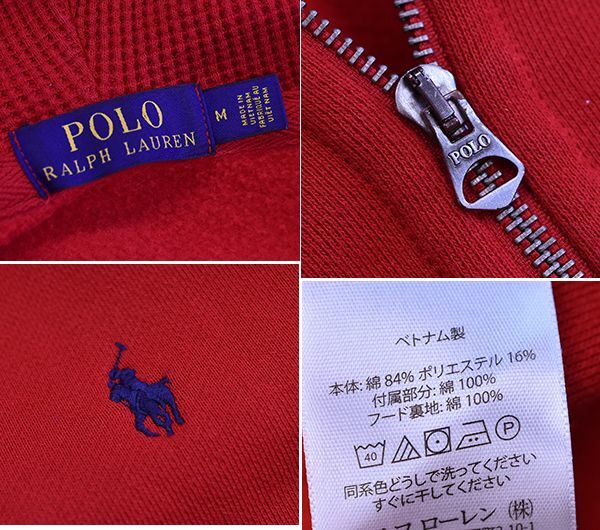 POLO
RALPH LAUREN
M
MADE IN
VIETNAM
FABRIQUÉ AU
VIÊT NAM
POLO
ベトナム製
本体: 綿 84% ポリエステル 16%
付属部分: 綿 100%
フード裏地: 綿 100%
40
P
同系色どうしで洗ってください
すぐに干してください
ローレン (株)